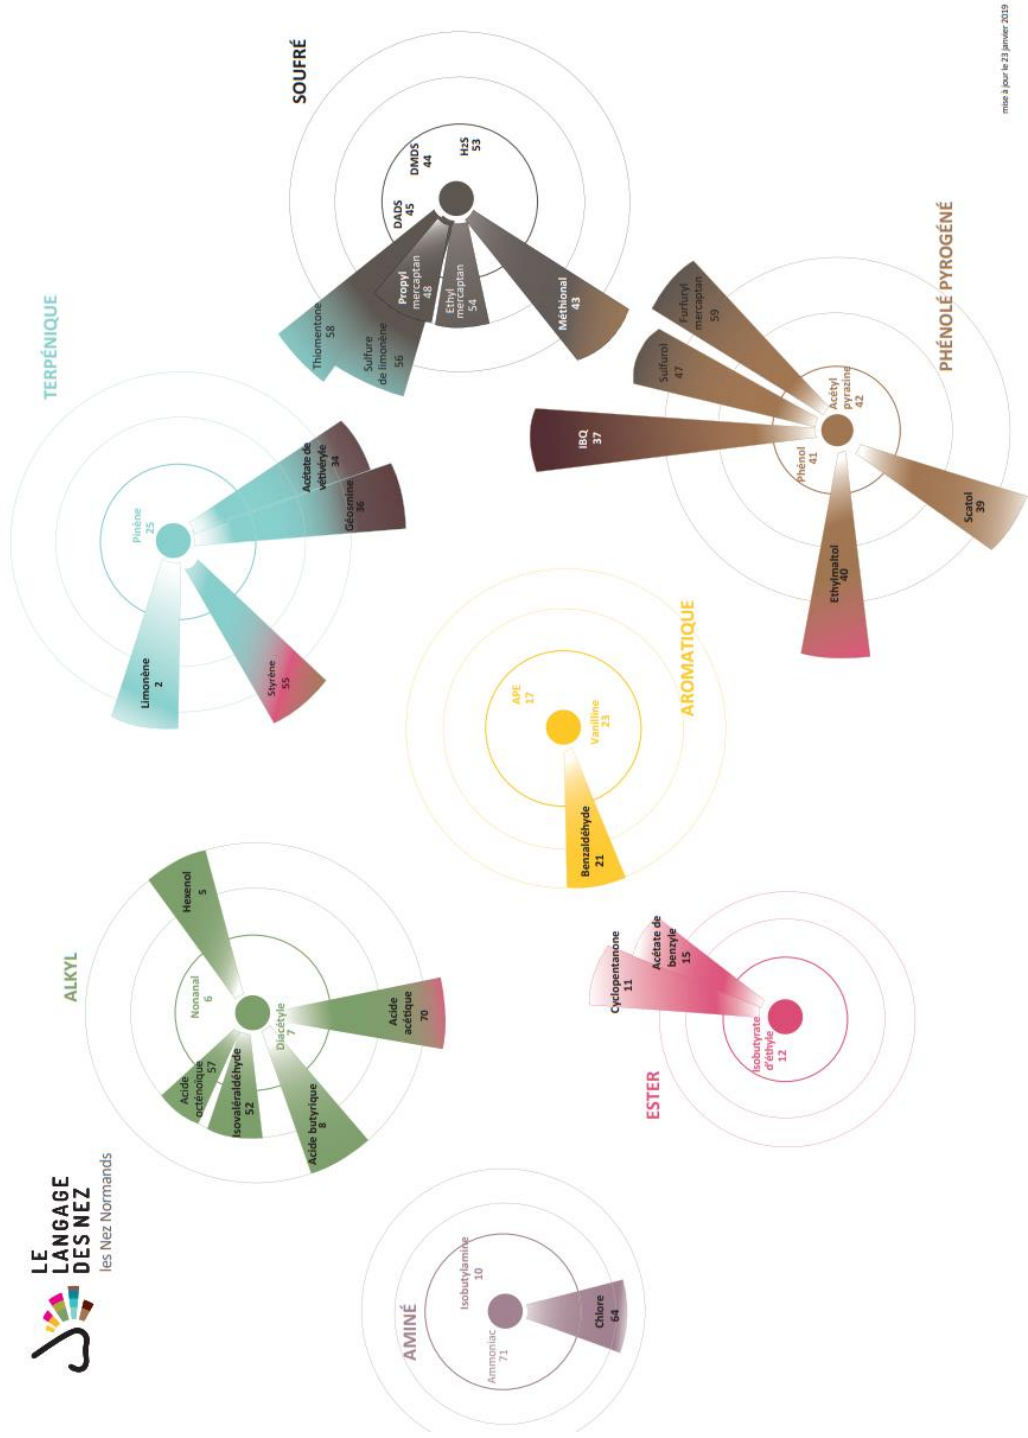 LE
LANGAGE
DES NEZ
les Nez Normands
ALKYL
Acide
octénoïque
57
Isovaléraldéhyde
52
Acide butyrique
8
Nonanal
6
Diacétyle
7
Hexenol
5
Acide
acétique
70
TERPÉNIQUE
Limonène
2
Pinène
25
Styrène
55
Acétate de
vétivéryle
34
Géosmine
36
SOUFRÉ
Thiomentone
58
Sulfure
de limonène
56
Propyl
mercaptan
48
Ethyl
mercaptan
54
DADS
45
DMDS
44
H2S
53
Méthional
43
AMINÉ
Isobutylamine
10
Ammoniac
71
Chlore
64
AROMATIQUE
APE
17
Vanilline
23
Benzaldéhyde
21
ESTER
Cyclopentanone
11
Acétate de
benzyle
15
Isobutyrate
d'éthyle
12
PHÉNOLÉ PYROGÉNÉ
IBQ
37
Sulfurol
47
Furfuryl
mercaptan
59
Phénol
41
Acétyl
pyrazine
42
Ethylmaltol
40
Scatol
39
mise à jour le 23 janvier 2019